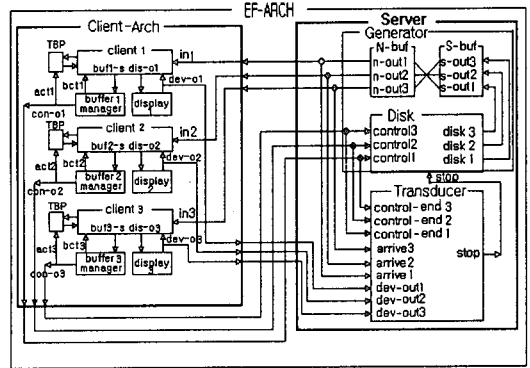 EF-ARCH
Client-Arch
TBP
client 1
in1
buf1-s dis-o1
dev-o1
act1
bct1
con-o1
buffer1
manager
display
client 2
in2
TBP
buf2-s dis-o2
dev-o2
act2
bct2
con-o2
buffer2
manager
display
client 3
in3
TBP
buf3-s dis-o3
dev-o3
act3
bct3
con-o3
buffer3
manager
display
Server
Generator
N-buf
S-buf
n-out1
s-out3
n-out2
s-out2
n-out3
s-out1
Disk
control3
disk 3
control2
disk 2
control1
disk 1
stop
Transducer
control-end 3
control-end 2
control-end 1
arrive3
stop
arrive2
arrive1
dev-out1
dev-out2
dev-out3